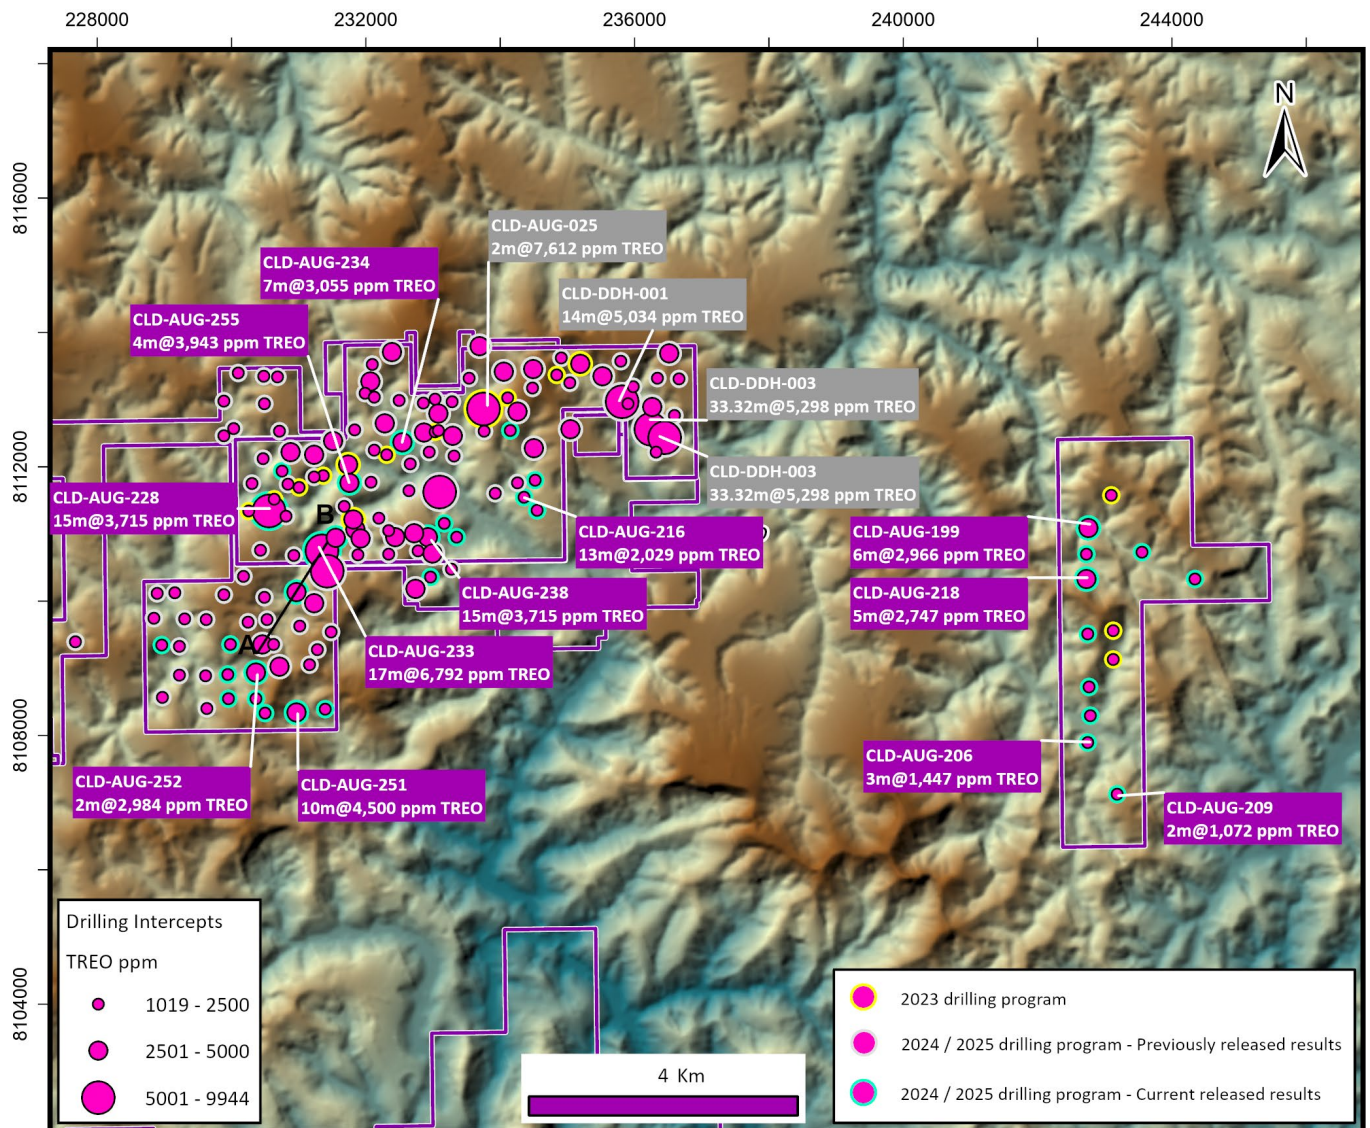 228000
232000
236000
240000
244000
8116000
8112000
8108000
8104000
N
CLD-AUG-025
2m@7,612 ppm TREO
CLD-AUG-234
7m@3,055 ppm TREO
CLD-DDH-001
14m@5,034 ppm TREO
CLD-AUG-255
4m@3,943 ppm TREO
CLD-DDH-003
33.32m@5,298 ppm TREO
CLD-DDH-003
33.32m@5,298 ppm TREO
CLD-AUG-228
15m@3,715 ppm TREO
B
CLD-AUG-216
13m@2,029 ppm TREO
CLD-AUG-199
6m@2,966 ppm TREO
CLD-AUG-238
15m@3,715 ppm TREO
CLD-AUG-218
5m@2,747 ppm TREO
A
CLD-AUG-233
17m@6,792 ppm TREO
CLD-AUG-206
3m@1,447 ppm TREO
CLD-AUG-252
2m@2,984 ppm TREO
CLD-AUG-251
10m@4,500 ppm TREO
CLD-AUG-209
2m@1,072 ppm TREO
Drilling Intercepts
TREO ppm
1019 - 2500
2501 - 5000
5001 - 9944
4 Km
2023 drilling program
2024 / 2025 drilling program - Previously released results
2024 / 2025 drilling program - Current released results